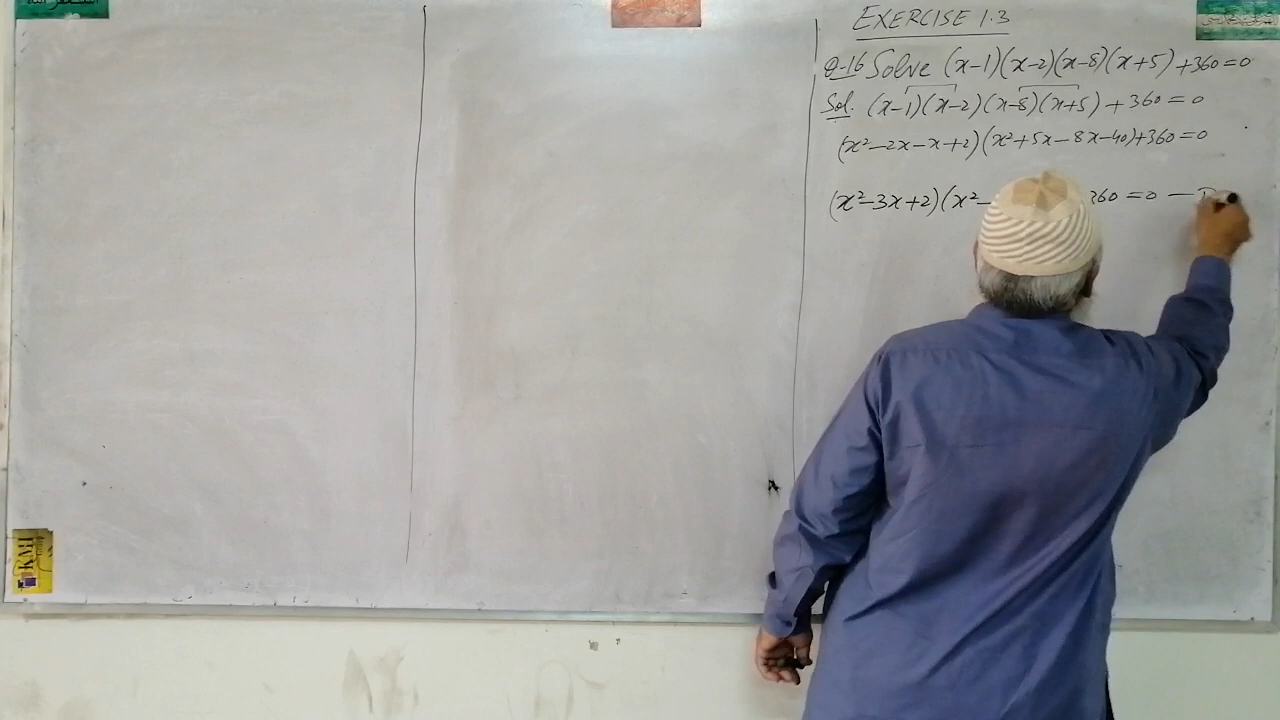 EXERCISE 1.3
Q-16 Solve (x-1)(x-2)(x-8)(x+5)+360=0
Sol. (x-1)(x-2)(x-8)(x+5)+360=0
(x²-2x-x+2)(x²+5x-8x-40)+360=0
(x²-3x+2)(x²- 360=0 —
KMH